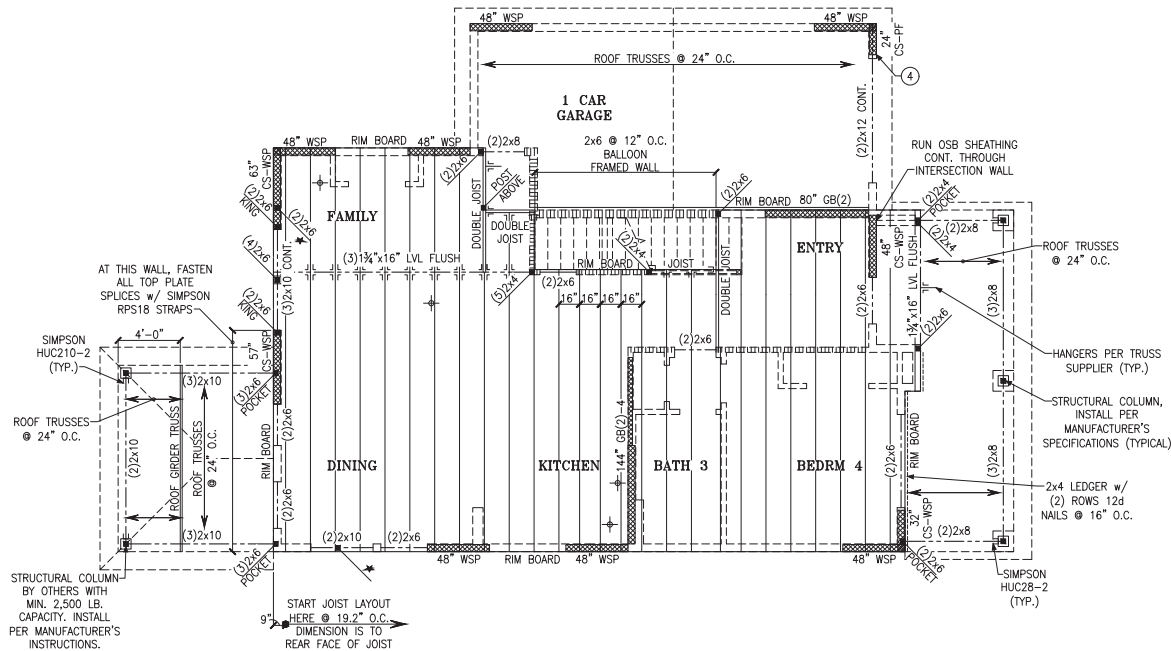 48" WSP
48" WSP
24"
CS-PF
ROOF TRUSSES @ 24" O.C.
4
1 CAR
GARAGE
(2)2x12 CONT.
2x6 @ 12" O.C.
BALLOON
FRAMED WALL
RUN OSB SHEATHING
CONT. THROUGH
INTERSECTION WALL
48" WSP
RIM BOARD
48" WSP
(2)2x8
63"
CS-WSP
(2)2x6
POST
ABOVE
(2)2x6
(2)2x6
KING
(2)2x6
FAMILY
DOUBLE JOIST
DOUBLE
JOIST
RIM BOARD
80" GB(2)
(2)2x4
POCKET
(2)2x8
(2)2x4
(2)2x4
ENTRY
48"
CS-WSP
ROOF TRUSSES
@ 24" O.C.
(4)2x6
(3)2x10 CONT.
(3)1¾"x16" LVL FLUSH
RIM BOARD
JOIST
DOUBLE JOIST
1¾"x16" LVL FLUSH
(3)2x8
AT THIS WALL, FASTEN
ALL TOP PLATE
SPLICES w/ SIMPSON
RPS18 STRAPS
(2)2x6
KING
(5)2x4
(2)2x6
16"
16"
16"
16"
(2)2x6
(2)2x6
4'-0"
57"
CS-WSP
SIMPSON
HUC210-2
(TYP.)
(2)2x6
HANGERS PER TRUSS
SUPPLIER (TYP.)
(3)2x10
(3)2x6
POCKET
ROOF TRUSSES
@ 24" O.C.
(2)2x10
ROOF GIRDER TRUSS
ROOF TRUSSES
@ 24" O.C.
RIM BOARD
(2)2x6
(2)2x6
STRUCTURAL COLUMN,
INSTALL PER
MANUFACTURER'S
SPECIFICATIONS (TYPICAL)
DINING
KITCHEN
144" GB(2)-4
BATH 3
BEDRM 4
(2)2x6
RIM BOARD
(3)2x8
2x4 LEDGER w/
(2) ROWS 12d
NAILS @ 16" O.C.
32"
CS-WSP
(3)2x10
(2)2x10
(2)2x6
(2)2x8
(3)2x6
POCKET
48" WSP
RIM BOARD
48" WSP
48" WSP
(2)2x6
POCKET
SIMPSON
HUC28-2
(TYP.)
STRUCTURAL COLUMN
BY OTHERS WITH
MIN. 2,500 LB.
CAPACITY. INSTALL
PER MANUFACTURER'S
INSTRUCTIONS.
9"
START JOIST LAYOUT
HERE @ 19.2" O.C.
DIMENSION IS TO
REAR FACE OF JOIST